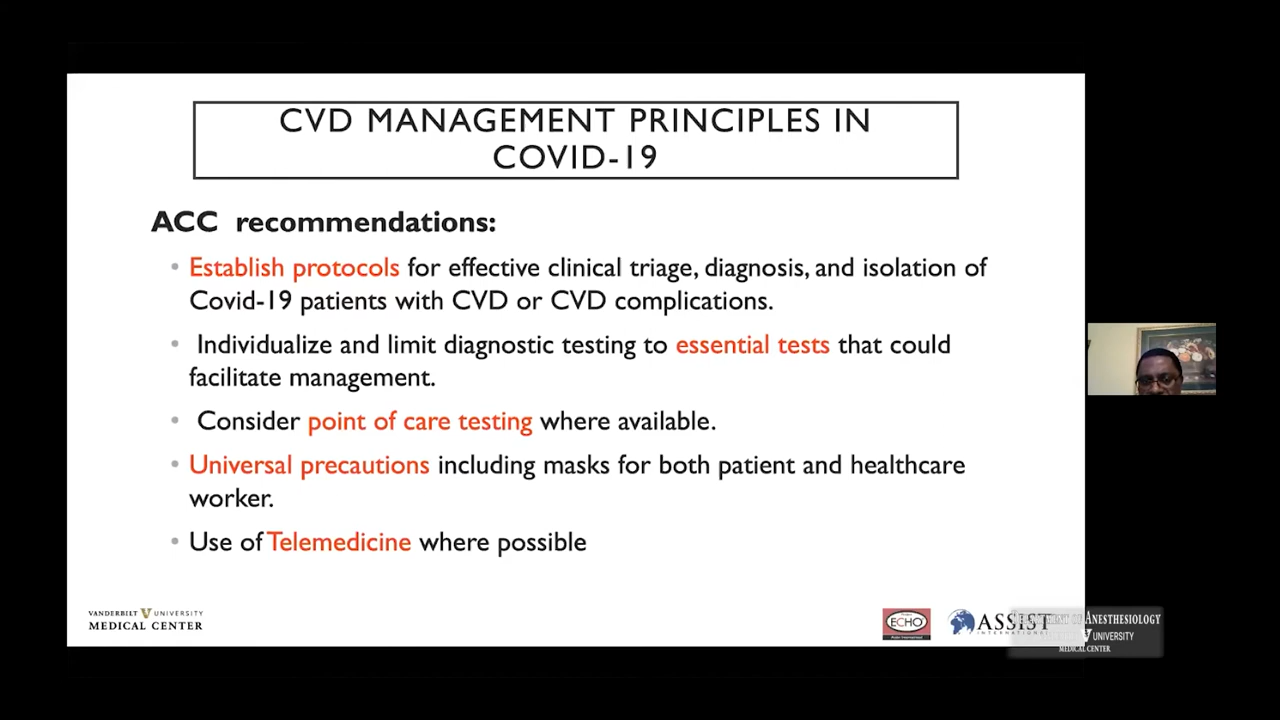 CVD MANAGEMENT PRINCIPLES IN
COVID-19
ACC recommendations:
• Establish protocols for effective clinical triage, diagnosis, and isolation of
Covid-19 patients with CVD or CVD complications.
• Individualize and limit diagnostic testing to essential tests that could
facilitate management.
• Consider point of care testing where available.
• Universal precautions including masks for both patient and healthcare
worker.
• Use of Telemedicine where possible
VANDERBILT V UNIVERSITY
MEDICAL CENTER
ECHO
ASSIST
INTERNATIONAL
OF ANESTHESIOLOGY
V UNIVERSITY
MEDICAL CENTER